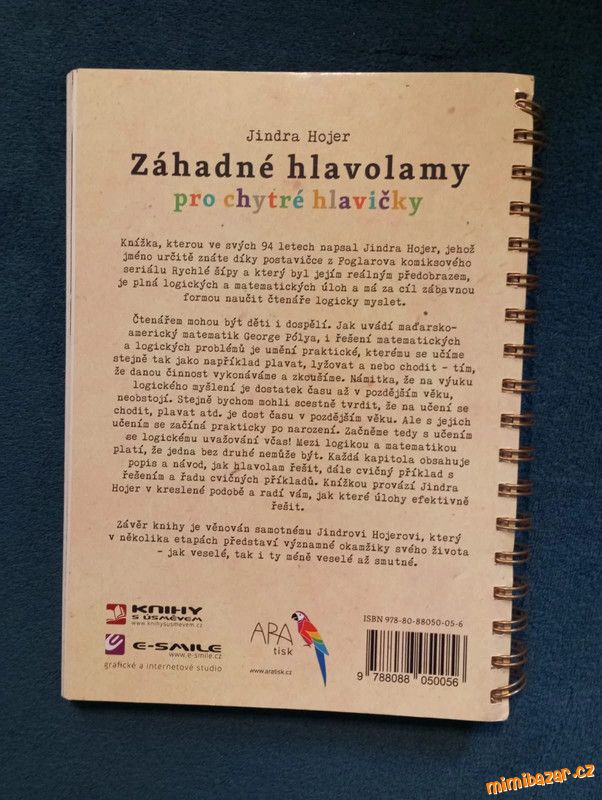 Jindra Hojer
Záhadné hlavolamy
pro chytré hlavičky
Knížka, kterou ve svých 94 letech napsal Jindra Hojer, jehož
jméno určitě znáte díky postavičce z Foglarova komiksového
seriálu Rychlé šípy a který byl jejím reálným předobrazem,
je plná logických a matematických úloh a má za cíl zábavnou
formou naučit čtenáře logicky myslet.
Čtenářem mohou být děti i dospělí. Jak uvádí maďarsko-
americký matematik George Pólya, i řešení matematických
a logických problémů je umění praktické, kterému se učíme
stejně tak jako například plavat, lyžovat a nebo chodit - tím,
že danou činnost vykonáváme a zkoušíme. Námitka, že na výuku
logického myšlení je dostatek času až v pozdějším věku,
neobstojí. Stejně bychom mohli scestně tvrdit, že na učení se
chodit, plavat atd. je dost času v pozdějším věku. Ale s jejich
učením se začíná prakticky po narození. Začněme tedy s učením
se logickému uvažování včas! Mezi logikou a matematikou
platí, že jedna bez druhé nemůže být. Každá kapitola obsahuje
popis a návod, jak hlavolam řešit, dále cvičný příklad s
řešením a řadu cvičných příkladů. Knížkou provází Jindra
Hojer v kreslené podobě a radí vám, jak které úlohy efektivně
řešit.
Závěr knihy je věnován samotnému Jindrovi Hojerovi, který
v několika etapách představí významné okamžiky svého života
- jak veselé, tak i ty méně veselé až smutné.
KNIHY
S ÚSMĚVEM
www.knihysusmevem.cz
E-SMILE
www.e-smile.cz
grafické a internetové studio
ARA
tisk
www.aratisk.cz
ISBN 978-80-88050-05-6
9 788088 050056
mimibazar.cz